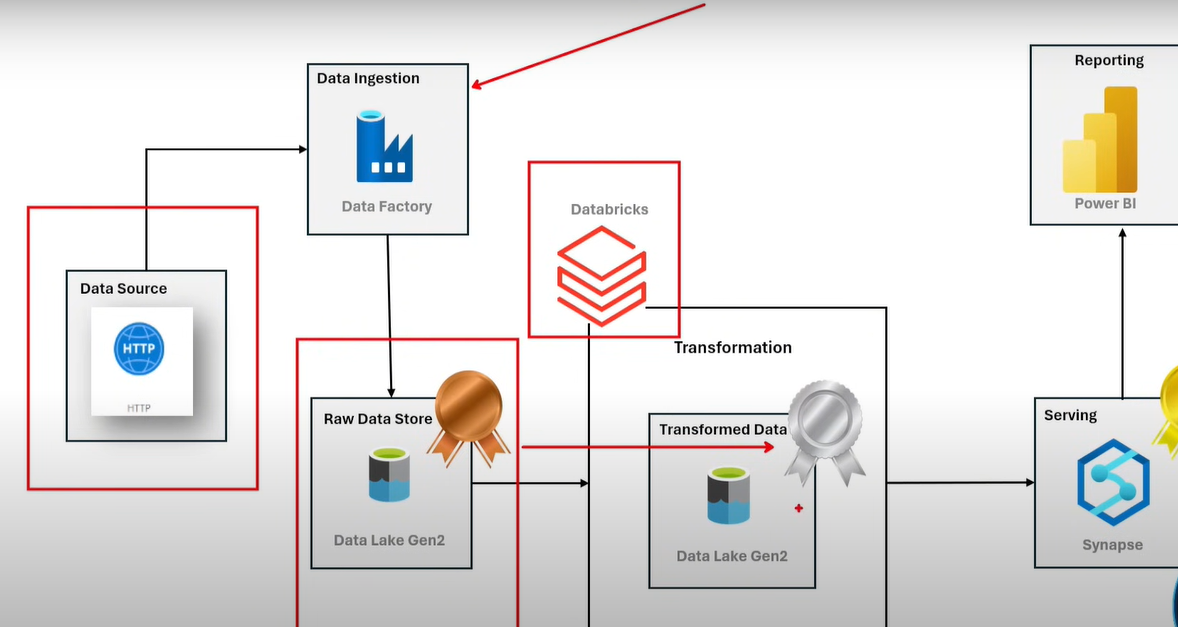 Data Ingestion
Data Factory
Reporting
Power BI
Databricks
Data Source
HTTP
HTTP
Transformation
Raw Data Store
Data Lake Gen2
Transformed Data
Data Lake Gen2
Serving
Synapse